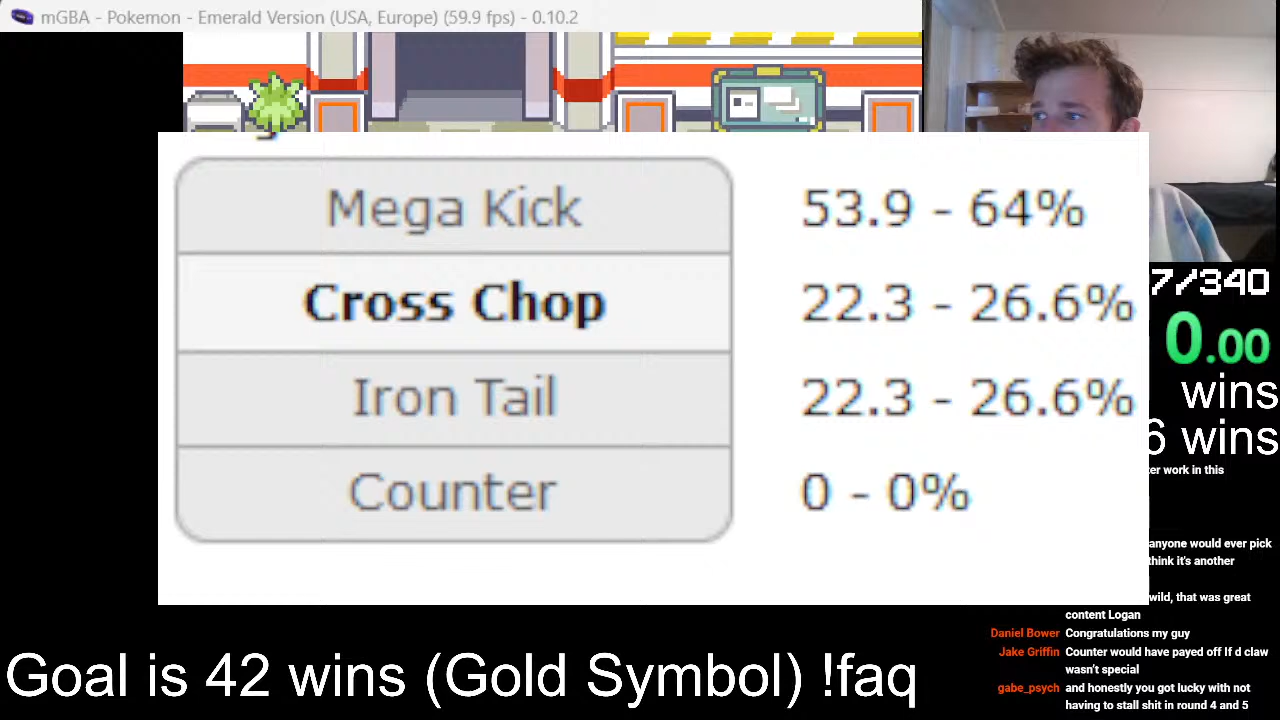 mGBA - Pokemon - Emerald Version (USA, Europe) (59.9 fps) - 0.10.2
Mega Kick 53.9 - 64%
Cross Chop 22.3 - 26.6%
Iron Tail 22.3 - 26.6%
Counter 0 - 0%
7/340
0.00
wins
6 wins
er work in this
anyone would ever pick
think it's another
wild, that was great
content Logan
Daniel Bower Congratulations my guy
Jake Griffin Counter would have payed off If d claw
wasn't special
gabe_psych and honestly you got lucky with not
having to stall shit in round 4 and 5
Goal is 42 wins (Gold Symbol) !faq